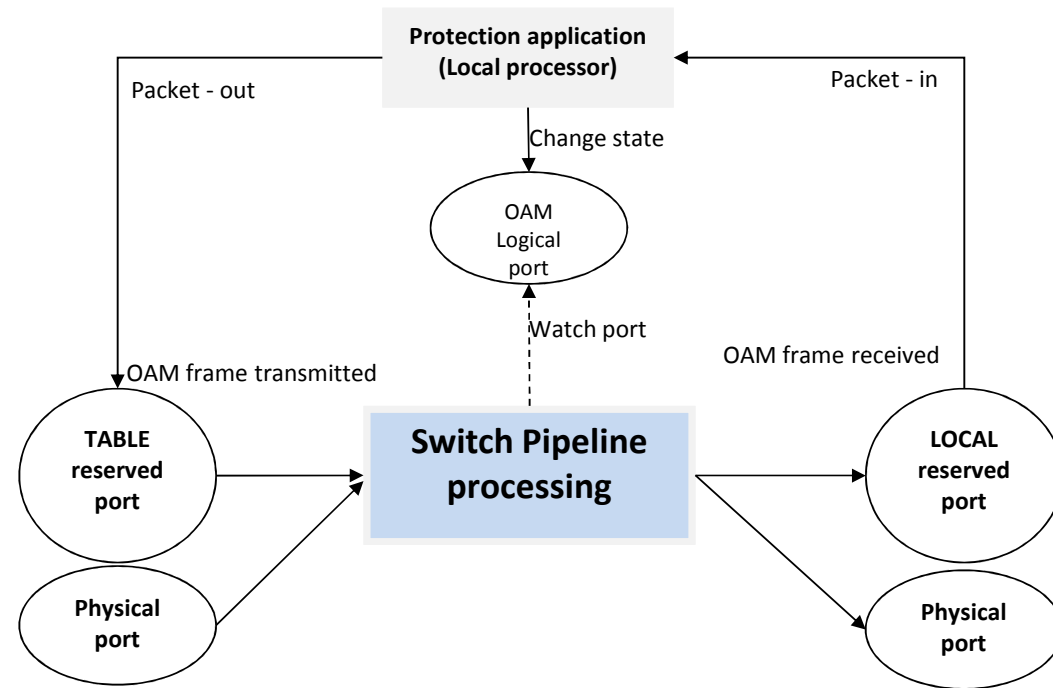 Protection application
(Local processor)
Packet - out
Packet - in
Change state
OAM
Logical
port
Watch port
OAM frame transmitted
OAM frame received
TABLE
reserved
port
Switch Pipeline
processing
LOCAL
reserved
port
Physical
port
Physical
port